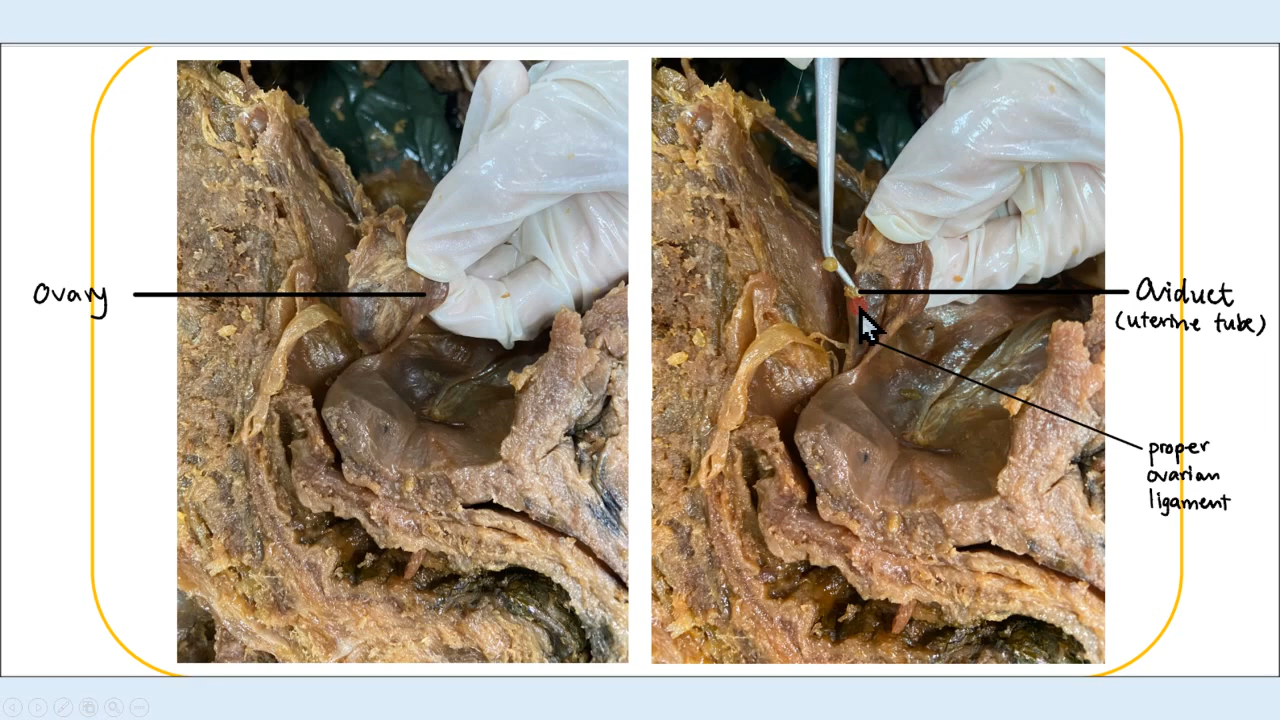 Ovary
Oviduct
(uterine tube)
proper
ovarian
ligament